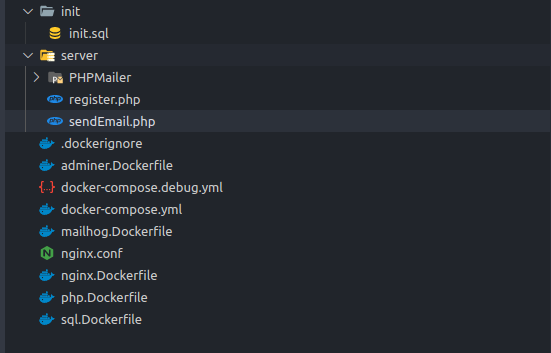 init
init.sql
server
PHPMailer
register.php
sendEmail.php
.dockerignore
adminer.Dockerfile
docker-compose.debug.yml
docker-compose.yml
mailhog.Dockerfile
nginx.conf
nginx.Dockerfile
php.Dockerfile
sql.Dockerfile